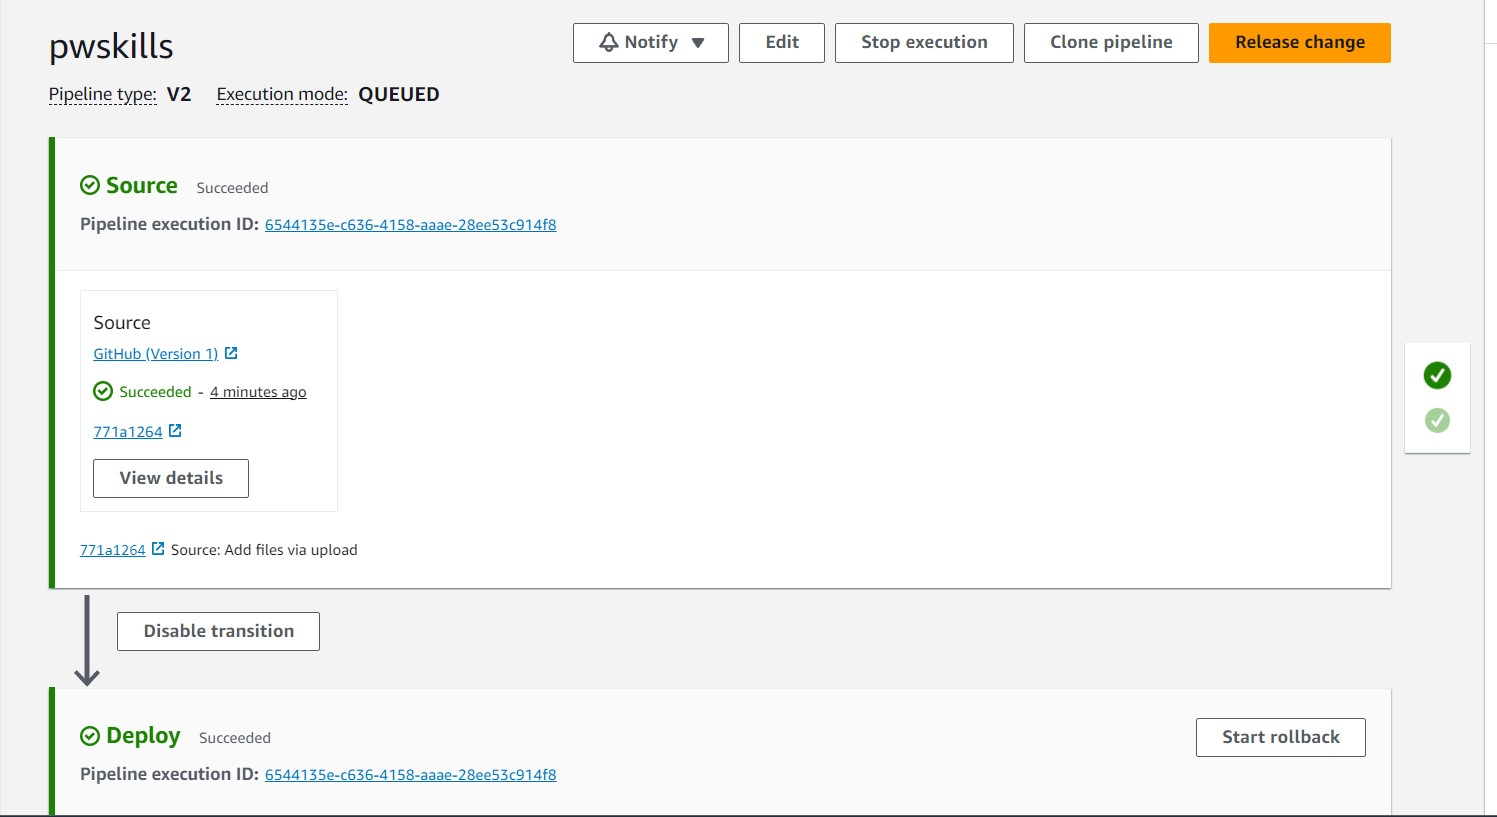 pwskills
Notify
Edit
Stop execution
Clone pipeline
Release change
Pipeline type: V2 Execution mode: QUEUED
Source Succeeded
Pipeline execution ID: 6544135e-c636-4158-aaae-28ee53c914f8
Source
GitHub (Version 1)
Succeeded - 4 minutes ago
771a1264
View details
771a1264 Source: Add files via upload
Disable transition
Deploy Succeeded
Start rollback
Pipeline execution ID: 6544135e-c636-4158-aaae-28ee53c914f8